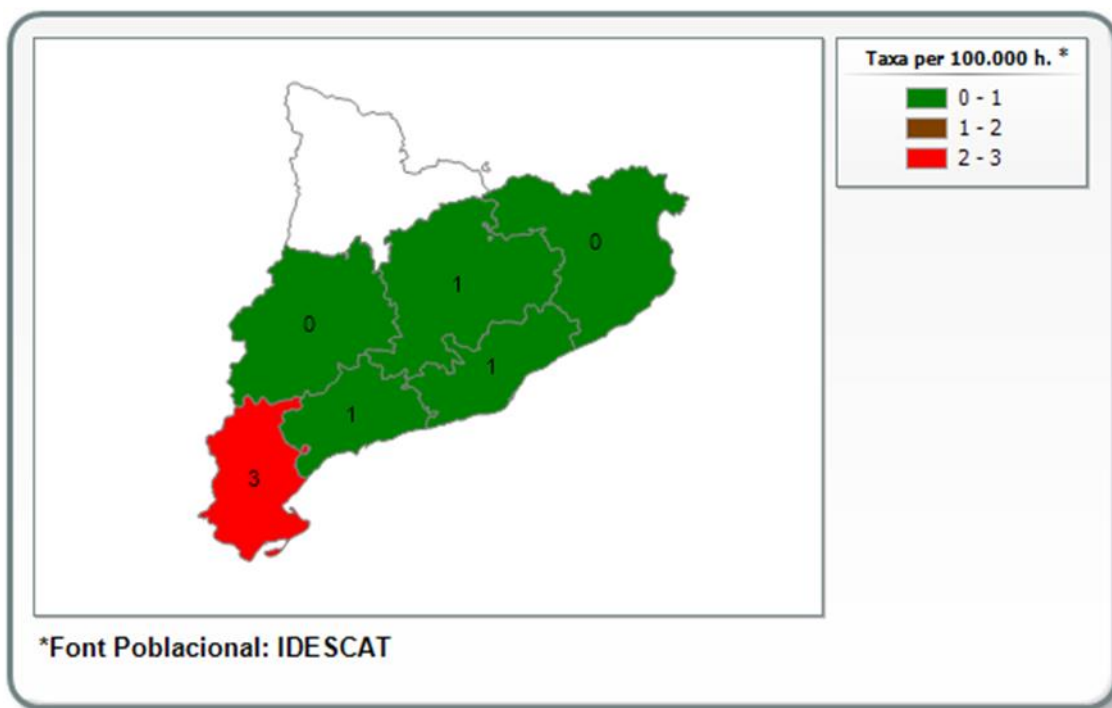 Taxa per 100.000 h. *
0 - 1
1 - 2
2 - 3
0
1
0
1
1
3
*Font Poblacional: IDESCAT